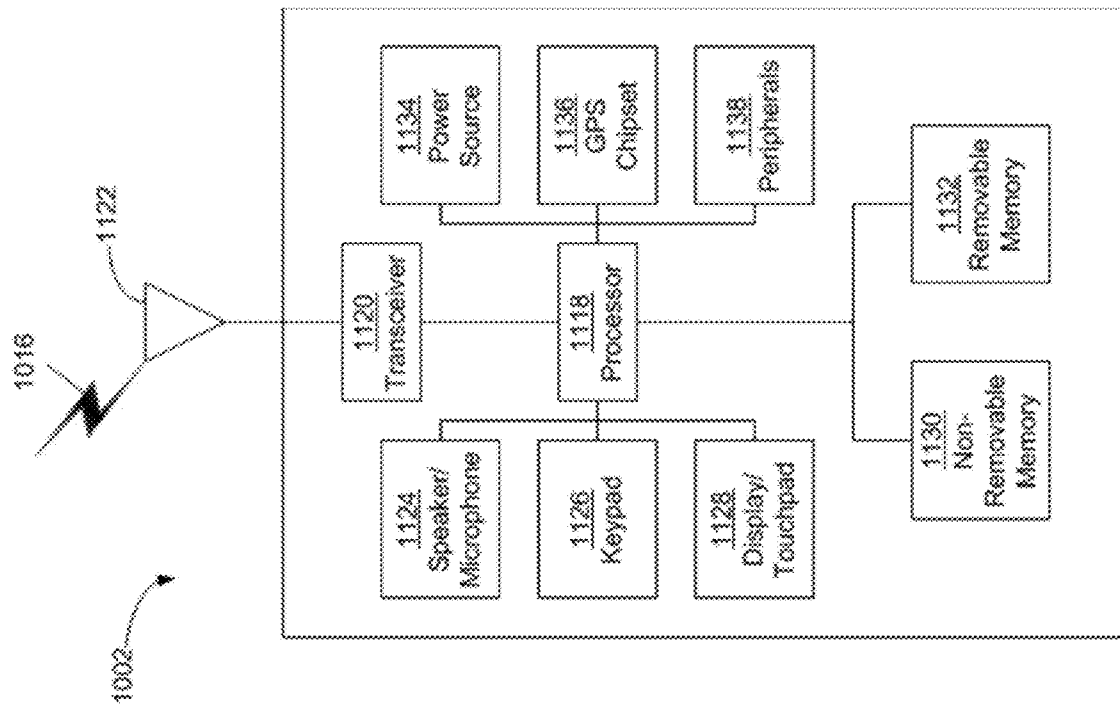 1002
1016
1122
1120
Transceiver
1124
Speaker/
Microphone
1134
Power
Source
1126
Keypad
1118
Processor
1136
GPS
Chipset
1128
Display/
Touchpad
1138
Peripherals
1130
Non-
Removable
Memory
1132
Removable
Memory